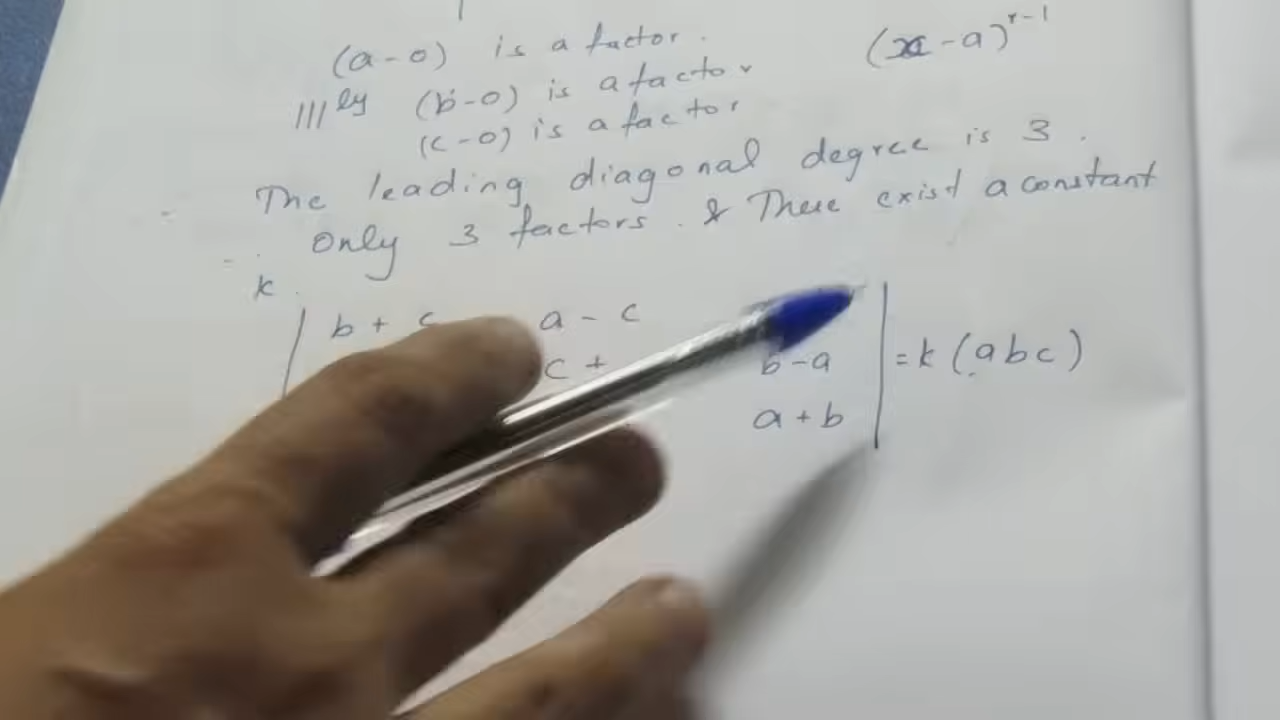 (a - 0) is a factor. (x - a)^{r-1}
|||ly (b - 0) is a factor
(c - 0) is a factor
The leading diagonal degree is 3.
∴ Only 3 factors. & There exist a constant
k.
b + c a - c
c + b - a = k (abc)
a + b